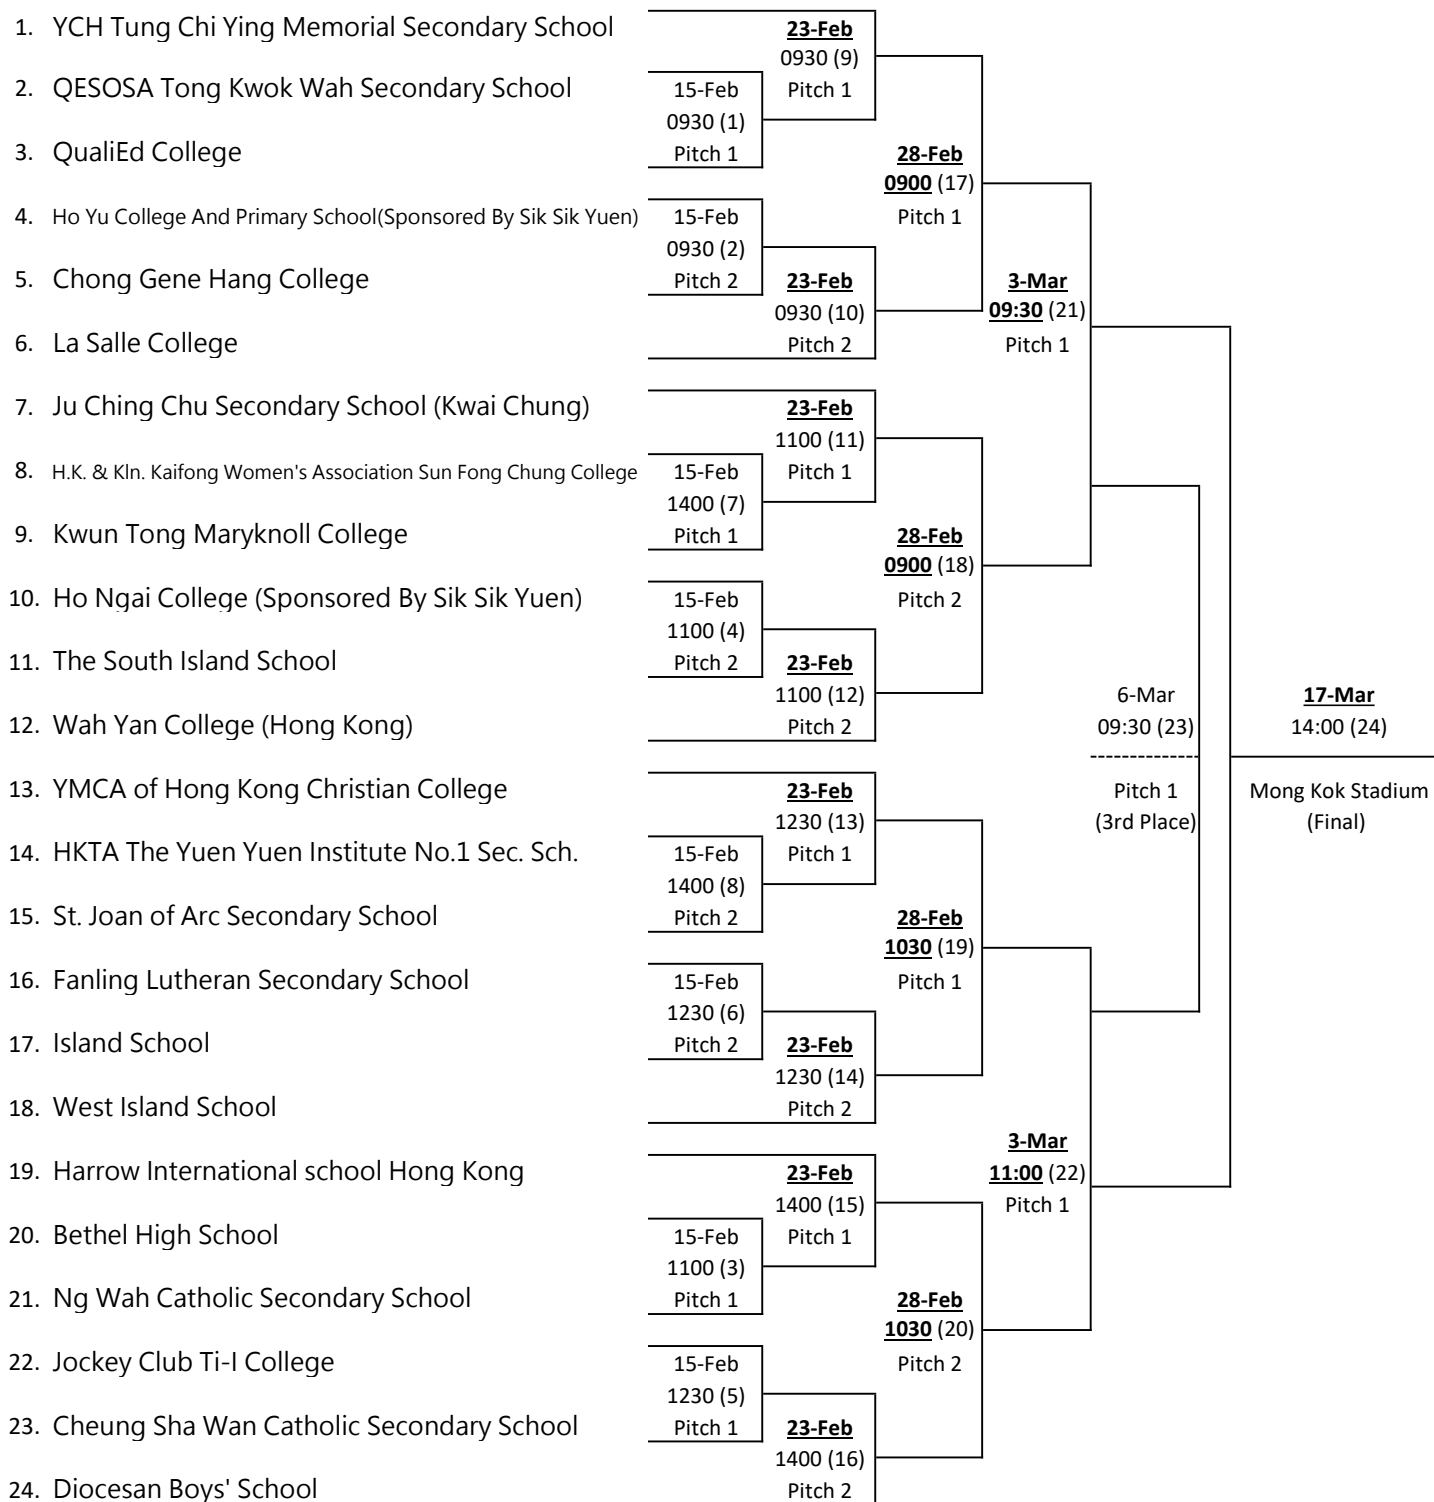 1. YCH Tung Chi Ying Memorial Secondary School
23-Feb
0930 (9)
Pitch 1
2. QESOSA Tong Kwok Wah Secondary School
15-Feb
0930 (1)
Pitch 1
3. QualiEd College
28-Feb
0900 (17)
Pitch 1
4. Ho Yu College And Primary School(Sponsored By Sik Sik Yuen)
15-Feb
0930 (2)
Pitch 2
5. Chong Gene Hang College
23-Feb
0930 (10)
Pitch 2
3-Mar
09:30 (21)
Pitch 1
6. La Salle College
7. Ju Ching Chu Secondary School (Kwai Chung)
23-Feb
1100 (11)
Pitch 1
8. H.K. & Kln. Kaifong Women's Association Sun Fong Chung College
15-Feb
1400 (7)
Pitch 1
9. Kwun Tong Maryknoll College
28-Feb
0900 (18)
Pitch 2
10. Ho Ngai College (Sponsored By Sik Sik Yuen)
15-Feb
1100 (4)
Pitch 2
11. The South Island School
23-Feb
1100 (12)
Pitch 2
12. Wah Yan College (Hong Kong)
6-Mar
09:30 (23)
Pitch 1
(3rd Place)
17-Mar
14:00 (24)
Mong Kok Stadium
(Final)
13. YMCA of Hong Kong Christian College
23-Feb
1230 (13)
Pitch 1
14. HKTA The Yuen Yuen Institute No.1 Sec. Sch.
15-Feb
1400 (8)
Pitch 2
15. St. Joan of Arc Secondary School
28-Feb
1030 (19)
Pitch 1
16. Fanling Lutheran Secondary School
15-Feb
1230 (6)
Pitch 2
17. Island School
23-Feb
1230 (14)
Pitch 2
18. West Island School
3-Mar
11:00 (22)
Pitch 1
19. Harrow International school Hong Kong
23-Feb
1400 (15)
Pitch 1
20. Bethel High School
15-Feb
1100 (3)
Pitch 1
21. Ng Wah Catholic Secondary School
28-Feb
1030 (20)
Pitch 2
22. Jockey Club Ti-I College
15-Feb
1230 (5)
Pitch 1
23. Cheung Sha Wan Catholic Secondary School
23-Feb
1400 (16)
Pitch 2
24. Diocesan Boys' School